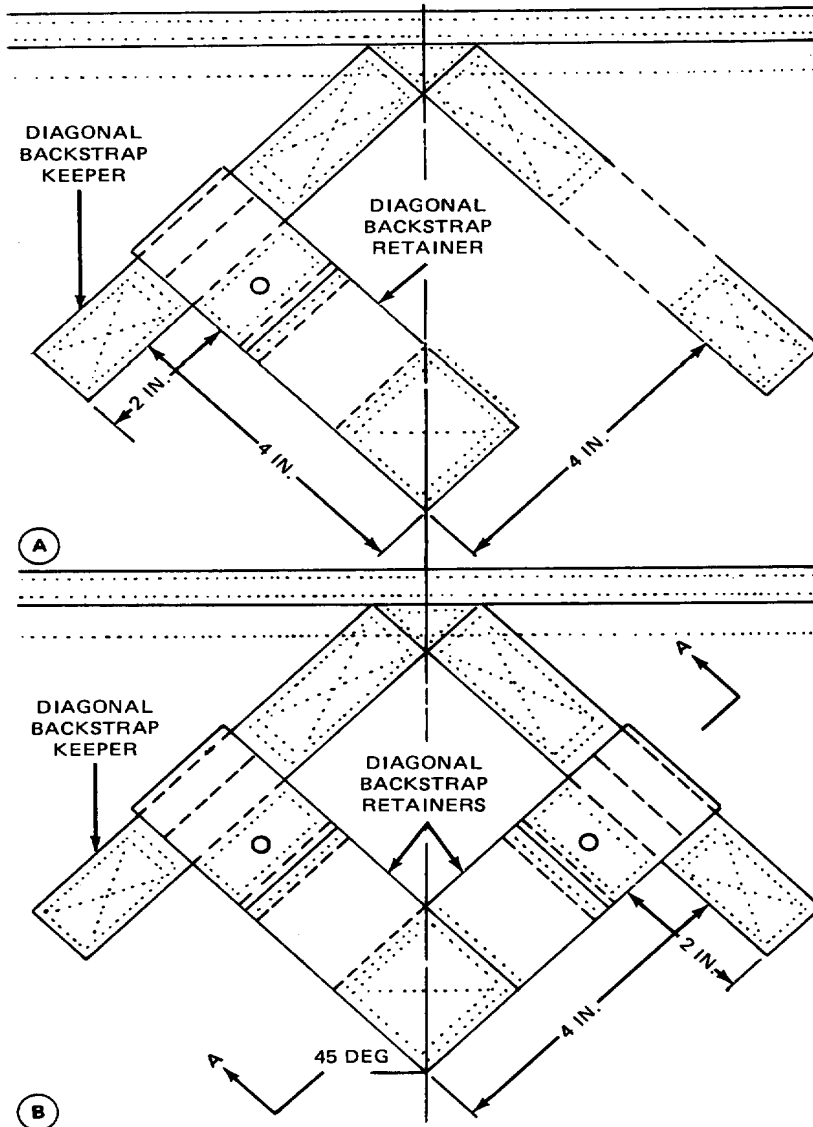 DIAGONAL
BACKSTRAP
KEEPER
DIAGONAL
BACKSTRAP
RETAINER
2 IN.
4 IN.
4 IN.
A
DIAGONAL
BACKSTRAP
KEEPER
DIAGONAL
BACKSTRAP
RETAINERS
A
2 IN.
4 IN.
45 DEG
A
B